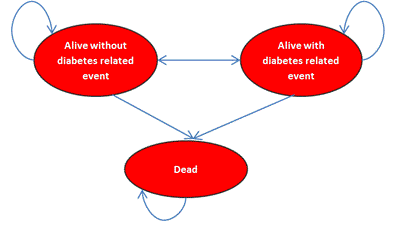 Alive without
diabetes related
event
Alive with
diabetes related
event
Dead